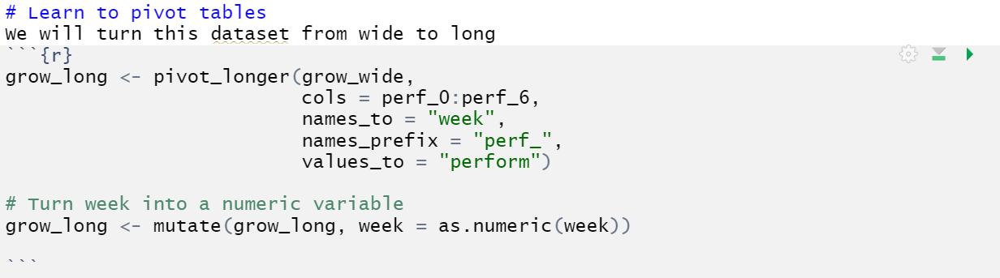 # Learn to pivot tables
We will turn this dataset from wide to long
```{r}
grow_long <- pivot_longer(grow_wide,
                          cols = perf_0:perf_6,
                          names_to = "week",
                          names_prefix = "perf_",
                          values_to = "perform")

# Turn week into a numeric variable
grow_long <- mutate(grow_long, week = as.numeric(week))

```